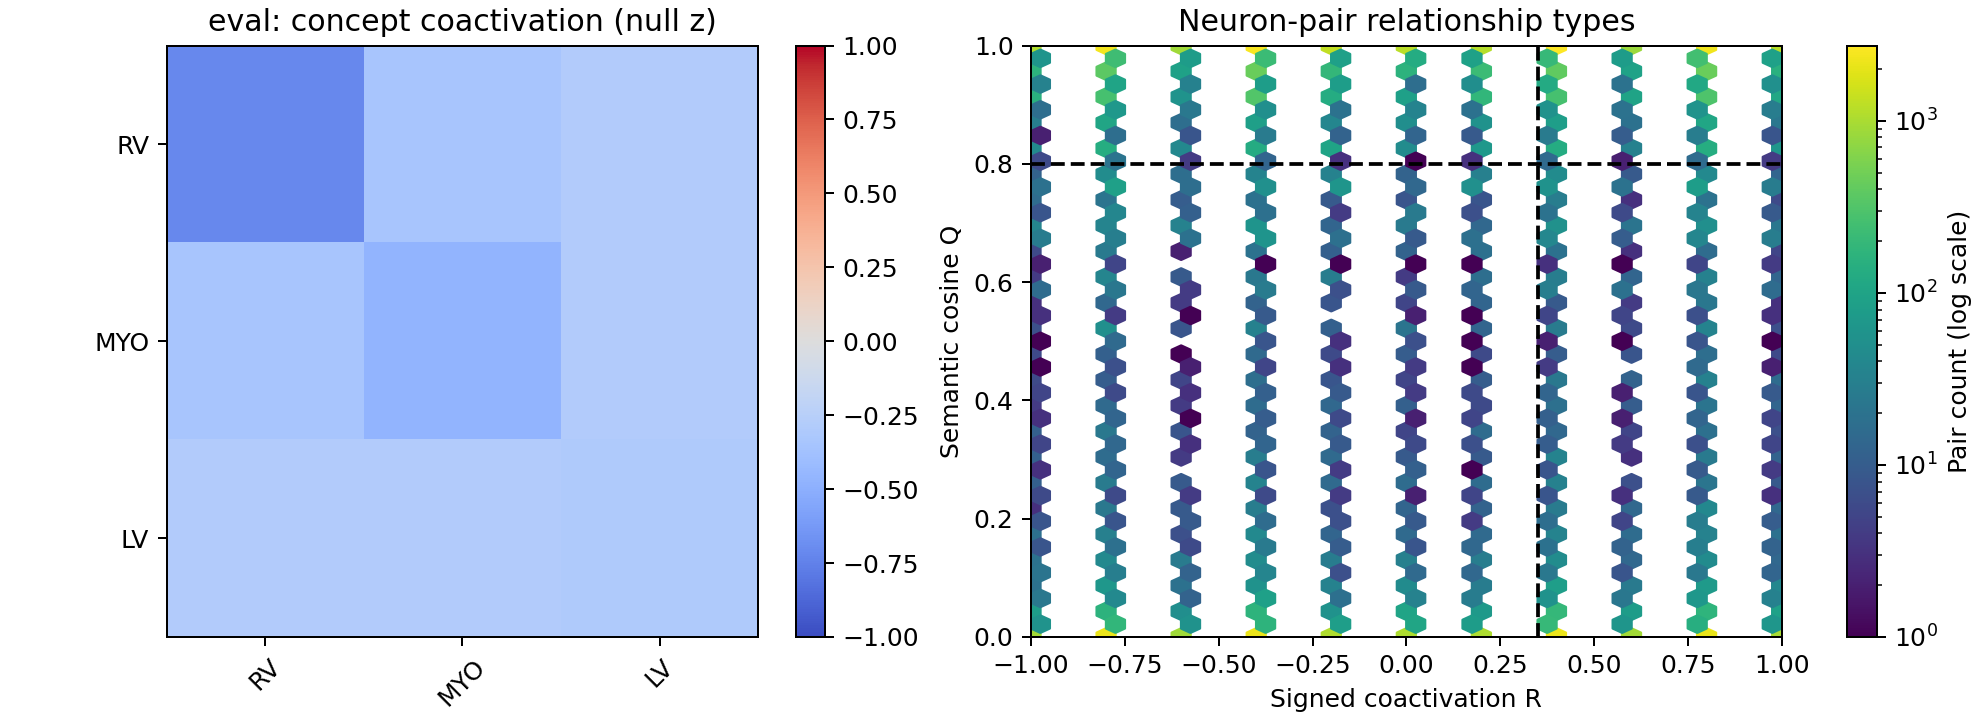 eval: concept coactivation (null z)
RV
MYO
LV
RV
MYO
LV
1.00
0.75
0.50
0.25
0.00
−0.25
−0.50
−0.75
−1.00
Neuron-pair relationship types
Semantic cosine Q
1.0
0.8
0.6
0.4
0.2
0.0
−1.00 −0.75 −0.50 −0.25 0.00 0.25 0.50 0.75 1.00
Signed coactivation R
10³
10²
10¹
10⁰
Pair count (log scale)